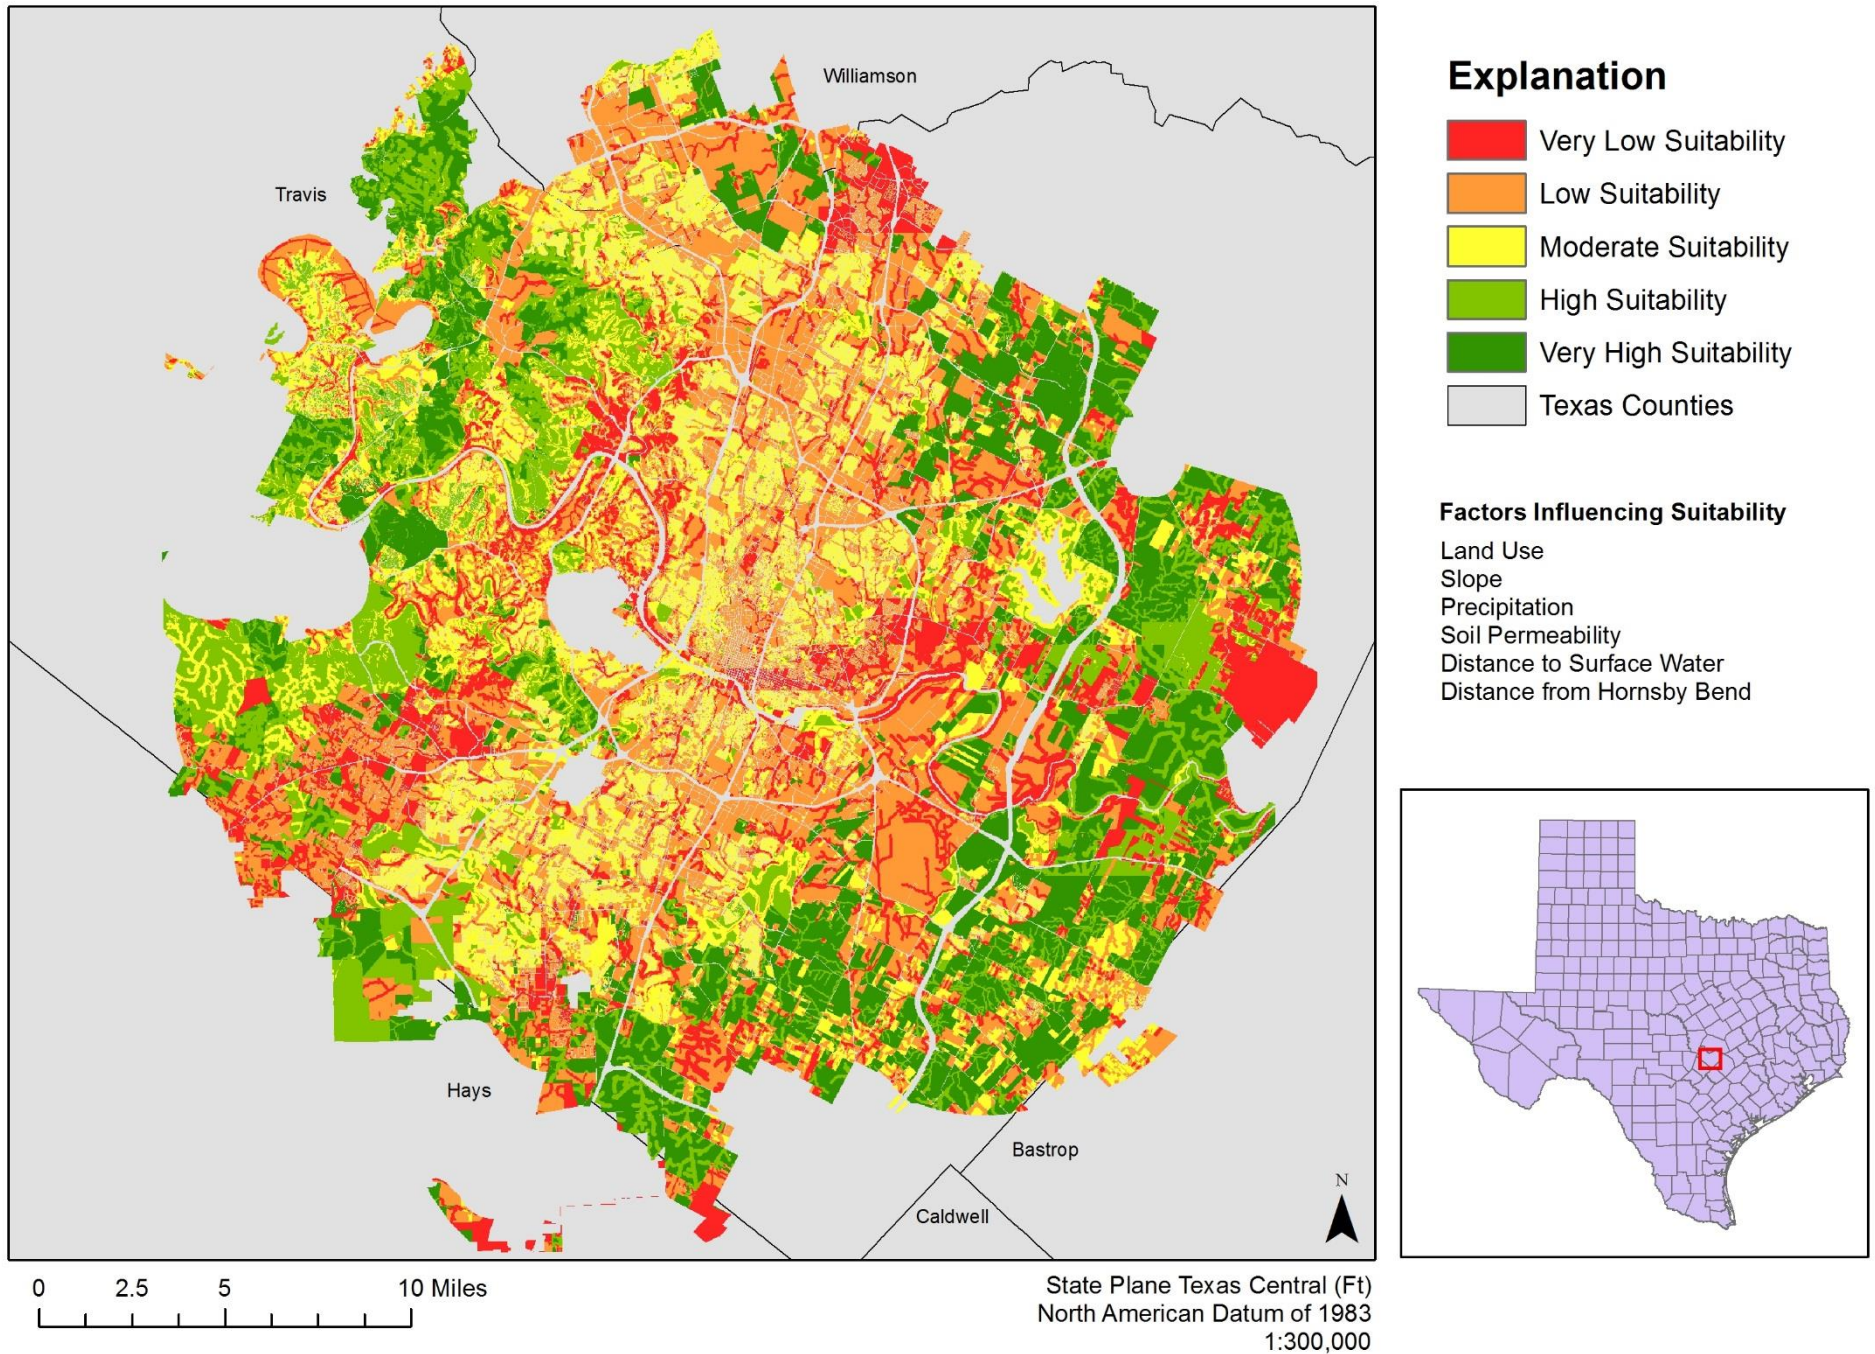 Williamson
Travis
Hays
Bastrop
Caldwell
N
Explanation
Very Low Suitability
Low Suitability
Moderate Suitability
High Suitability
Very High Suitability
Texas Counties
Factors Influencing Suitability
Land Use
Slope
Precipitation
Soil Permeability
Distance to Surface Water
Distance from Hornsby Bend
0 2.5 5 10 Miles
State Plane Texas Central (Ft)
North American Datum of 1983
1:300,000